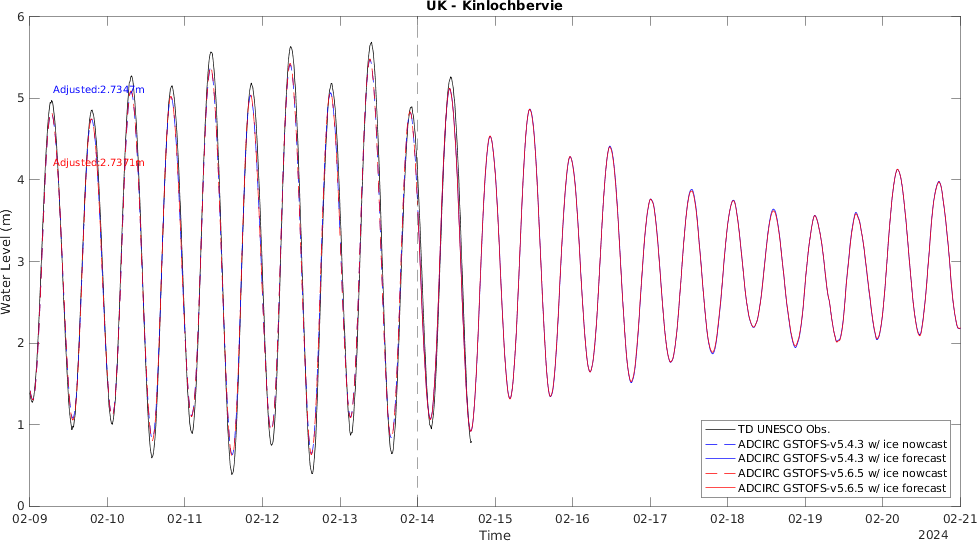 UK - Kinlochbervie
6
5
4
3
2
1
0
Water Level (m)
Adjusted:2.7347m
Adjusted:2.7371m
TD UNESCO Obs.
ADCIRC GSTOFS-v5.4.3 w/ ice nowcast
ADCIRC GSTOFS-v5.4.3 w/ ice forecast
ADCIRC GSTOFS-v5.6.5 w/ ice nowcast
ADCIRC GSTOFS-v5.6.5 w/ ice forecast
02-09 02-10 02-11 02-12 02-13 02-14 02-15 02-16 02-17 02-18 02-19 02-20 02-21
Time
2024